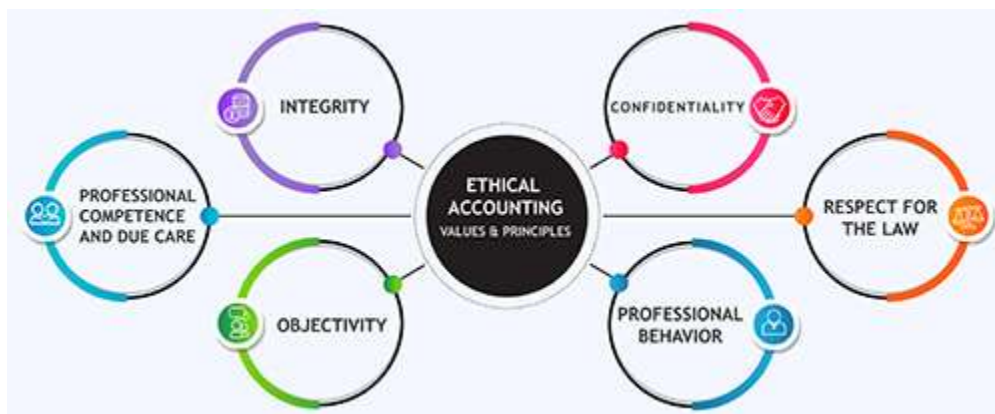 INTEGRITY
CONFIDENTIALITY
PROFESSIONAL
COMPETENCE
AND DUE CARE
ETHICAL
ACCOUNTING
VALUES & PRINCIPLES
RESPECT FOR
THE LAW
OBJECTIVITY
PROFESSIONAL
BEHAVIOR